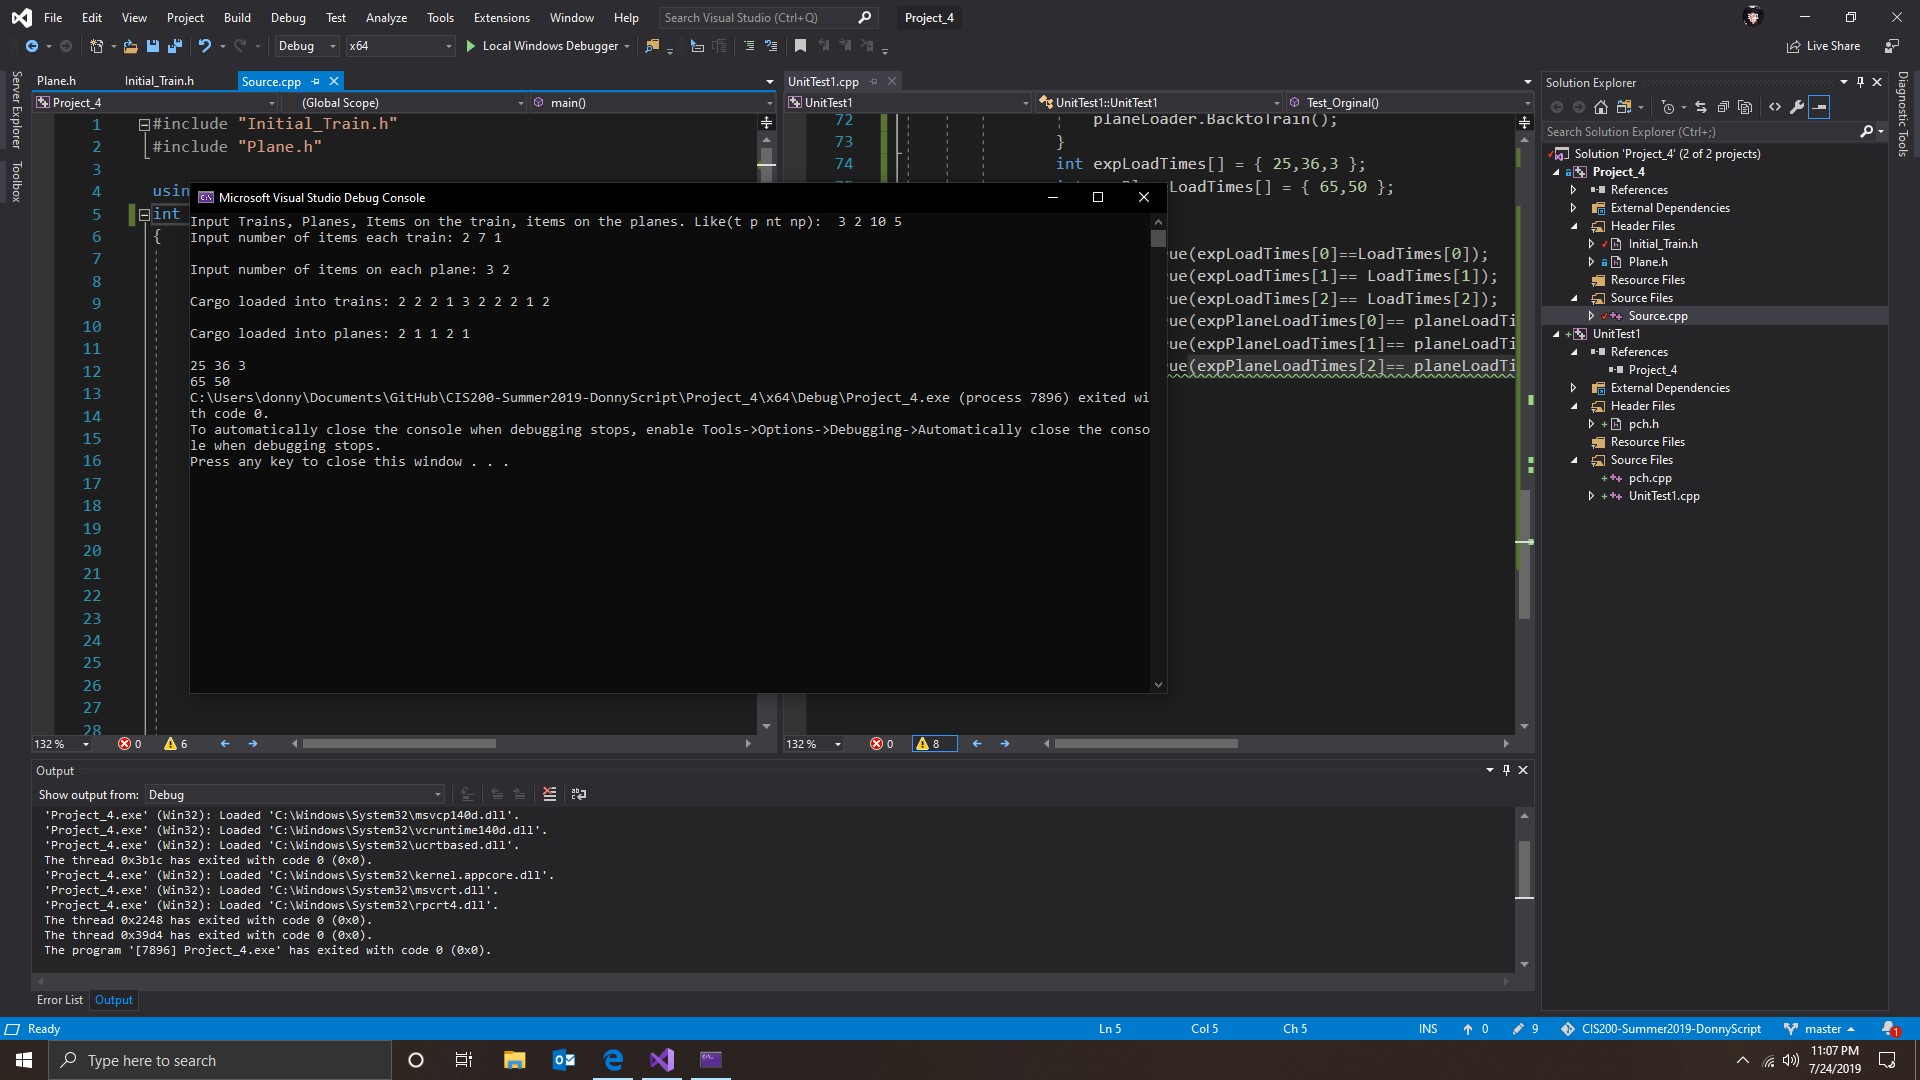 File Edit View Project Build Debug Test Analyze Tools Extensions Window Help Search Visual Studio (Ctrl+Q) Project_4
Debug x64 Local Windows Debugger Live Share
Server Explorer
Toolbox
Plane.h Initial_Train.h Source.cpp
Project_4 (Global Scope) main()
1 #include "Initial_Train.h"
2 #include "Plane.h"
3
4 usin
5 int
6 {
7
8
9
10
11
12
13
14
15
16
17
18
19
20
21
22
23
24
25
26
27
28
132 % 0 6
Microsoft Visual Studio Debug Console
Input Trains, Planes, Items on the train, items on the planes. Like(t p nt np):  3 2 10 5
Input number of items each train: 2 7 1
Input number of items on each plane: 3 2
Cargo loaded into trains: 2 2 2 1 3 2 2 2 1 2
Cargo loaded into planes: 2 1 1 2 1
25 36 3
65 50
C:\Users\donny\Documents\GitHub\CIS200-Summer2019-DonnyScript\Project_4\x64\Debug\Project_4.exe (process 7896) exited wi
th code 0.
To automatically close the console when debugging stops, enable Tools->Options->Debugging->Automatically close the conso
le when debugging stops.
Press any key to close this window . . .
UnitTest1.cpp
UnitTest1 UnitTest1::UnitTest1 Test_Orginal()
72 planeLoader.BacktoTrain();
73 }
74 int expLoadTimes[] = { 25,36,3 };
LoadTimes[] = { 65,50 };
ue(expLoadTimes[0]==LoadTimes[0]);
ue(expLoadTimes[1]== LoadTimes[1]);
ue(expLoadTimes[2]== LoadTimes[2]);
ue(expPlaneLoadTimes[0]== planeLoadTi
ue(expPlaneLoadTimes[1]== planeLoadTi
ue(expPlaneLoadTimes[2]== planeLoadTi
132 % 0 8
Output
Show output from: Debug
'Project_4.exe' (Win32): Loaded 'C:\Windows\System32\msvcp140d.dll'.
'Project_4.exe' (Win32): Loaded 'C:\Windows\System32\vcruntime140d.dll'.
'Project_4.exe' (Win32): Loaded 'C:\Windows\System32\ucrtbased.dll'.
The thread 0x3b1c has exited with code 0 (0x0).
'Project_4.exe' (Win32): Loaded 'C:\Windows\System32\kernel.appcore.dll'.
'Project_4.exe' (Win32): Loaded 'C:\Windows\System32\msvcrt.dll'.
'Project_4.exe' (Win32): Loaded 'C:\Windows\System32\rpcrt4.dll'.
The thread 0x2248 has exited with code 0 (0x0).
The thread 0x39d4 has exited with code 0 (0x0).
The program '[7896] Project_4.exe' has exited with code 0 (0x0).
Error List Output
Solution Explorer
Search Solution Explorer (Ctrl+;)
Solution 'Project_4' (2 of 2 projects)
Project_4
References
External Dependencies
Header Files
Initial_Train.h
Plane.h
Resource Files
Source Files
Source.cpp
UnitTest1
References
Project_4
External Dependencies
Header Files
pch.h
Resource Files
Source Files
pch.cpp
UnitTest1.cpp
Diagnostic Tools
Ready Ln 5 Col 5 Ch 5 INS 0 9 CIS200-Summer2019-DonnyScript master 1
Type here to search
11:07 PM
7/24/2019